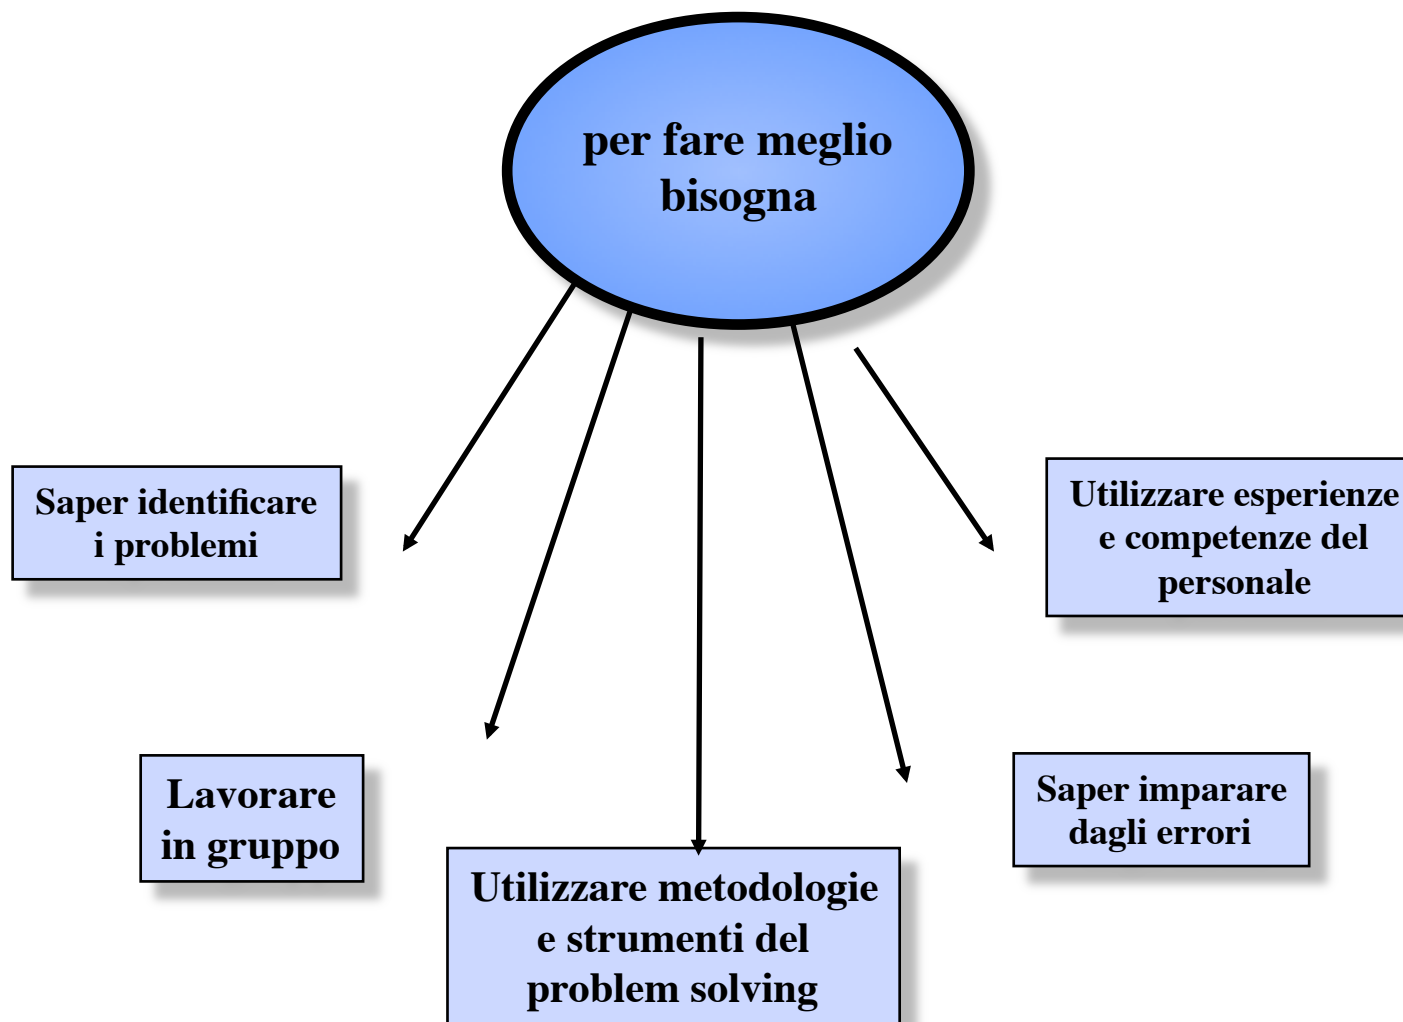 per fare meglio
bisogna
Saper identificare
i problemi
Utilizzare esperienze
e competenze del
personale
Lavorare
in gruppo
Saper imparare
dagli errori
Utilizzare metodologie
e strumenti del
problem solving